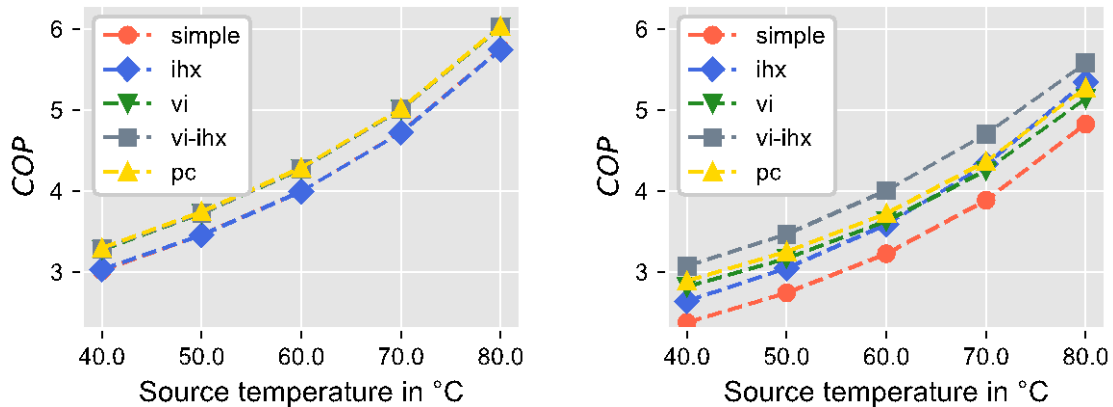 6
5
4
3
COP
simple
ihx
vi
vi-ihx
pc
40.0 50.0 60.0 70.0 80.0
Source temperature in °C
6
5
4
3
COP
simple
ihx
vi
vi-ihx
pc
40.0 50.0 60.0 70.0 80.0
Source temperature in °C